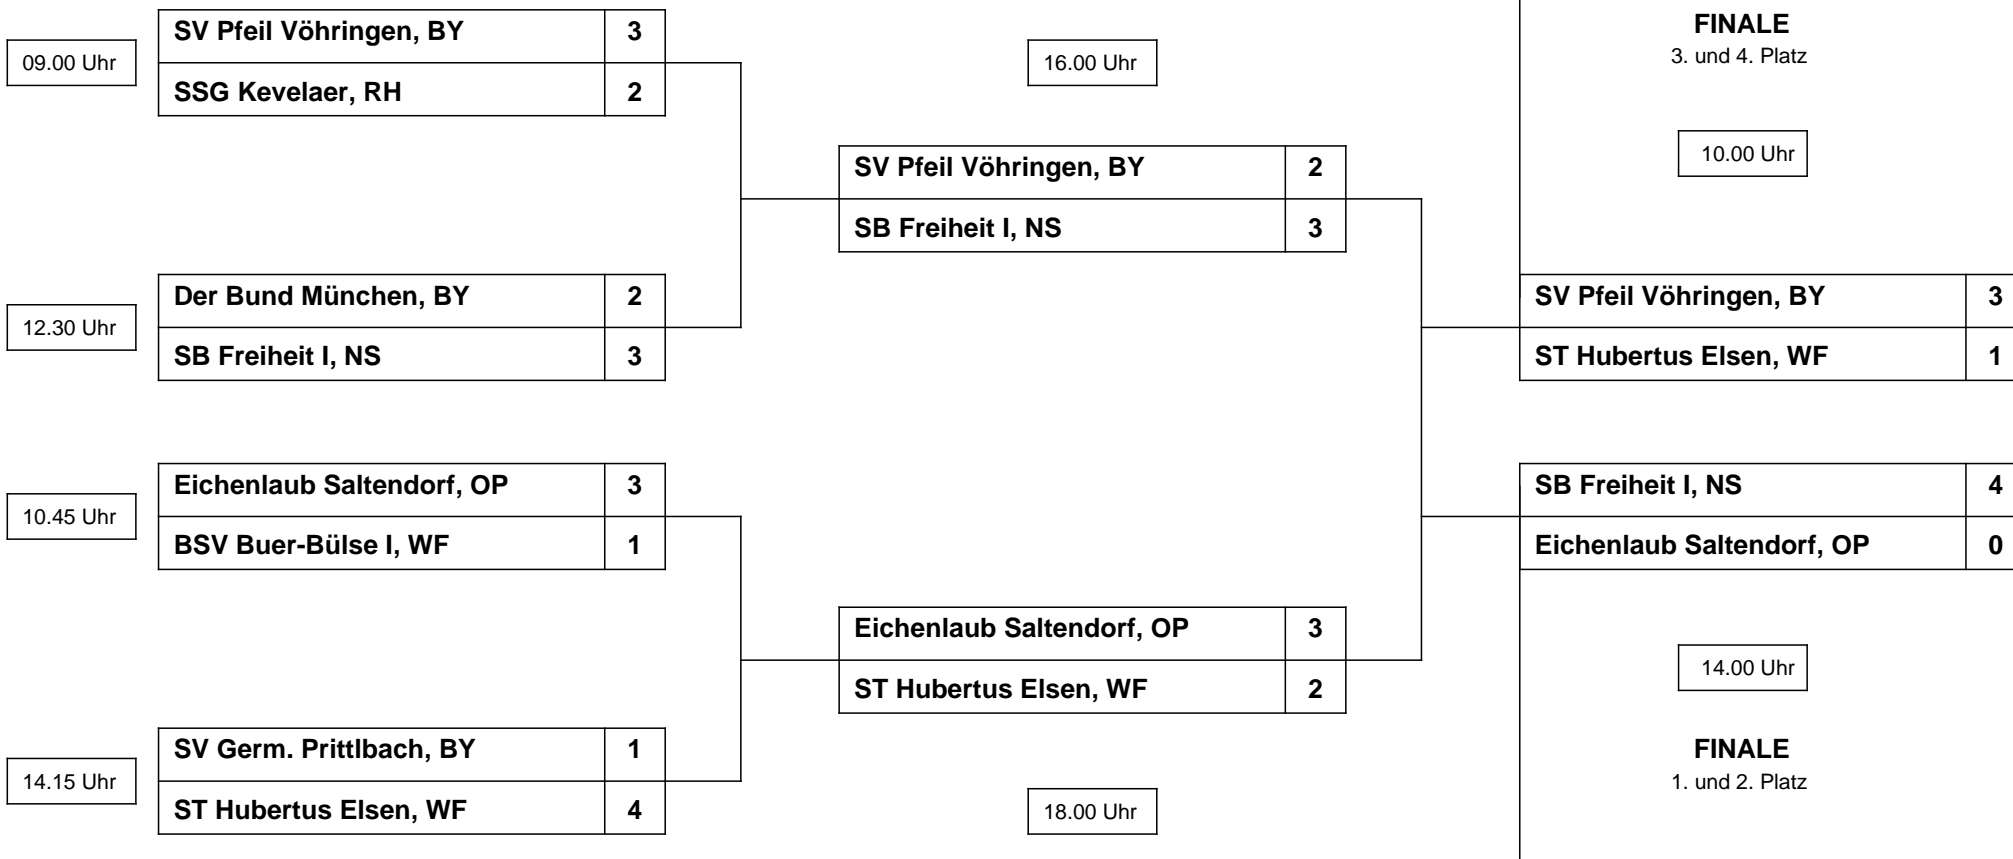 09.00 Uhr
SV Pfeil Vöhringen, BY 3
SSG Kevelaer, RH 2
12.30 Uhr
Der Bund München, BY 2
SB Freiheit I, NS 3
10.45 Uhr
Eichenlaub Saltendorf, OP 3
BSV Buer-Bülse I, WF 1
14.15 Uhr
SV Germ. Prittlbach, BY 1
ST Hubertus Elsen, WF 4
16.00 Uhr
SV Pfeil Vöhringen, BY 2
SB Freiheit I, NS 3
Eichenlaub Saltendorf, OP 3
ST Hubertus Elsen, WF 2
18.00 Uhr
FINALE
3. und 4. Platz
10.00 Uhr
SV Pfeil Vöhringen, BY 3
ST Hubertus Elsen, WF 1
SB Freiheit I, NS 4
Eichenlaub Saltendorf, OP 0
14.00 Uhr
FINALE
1. und 2. Platz